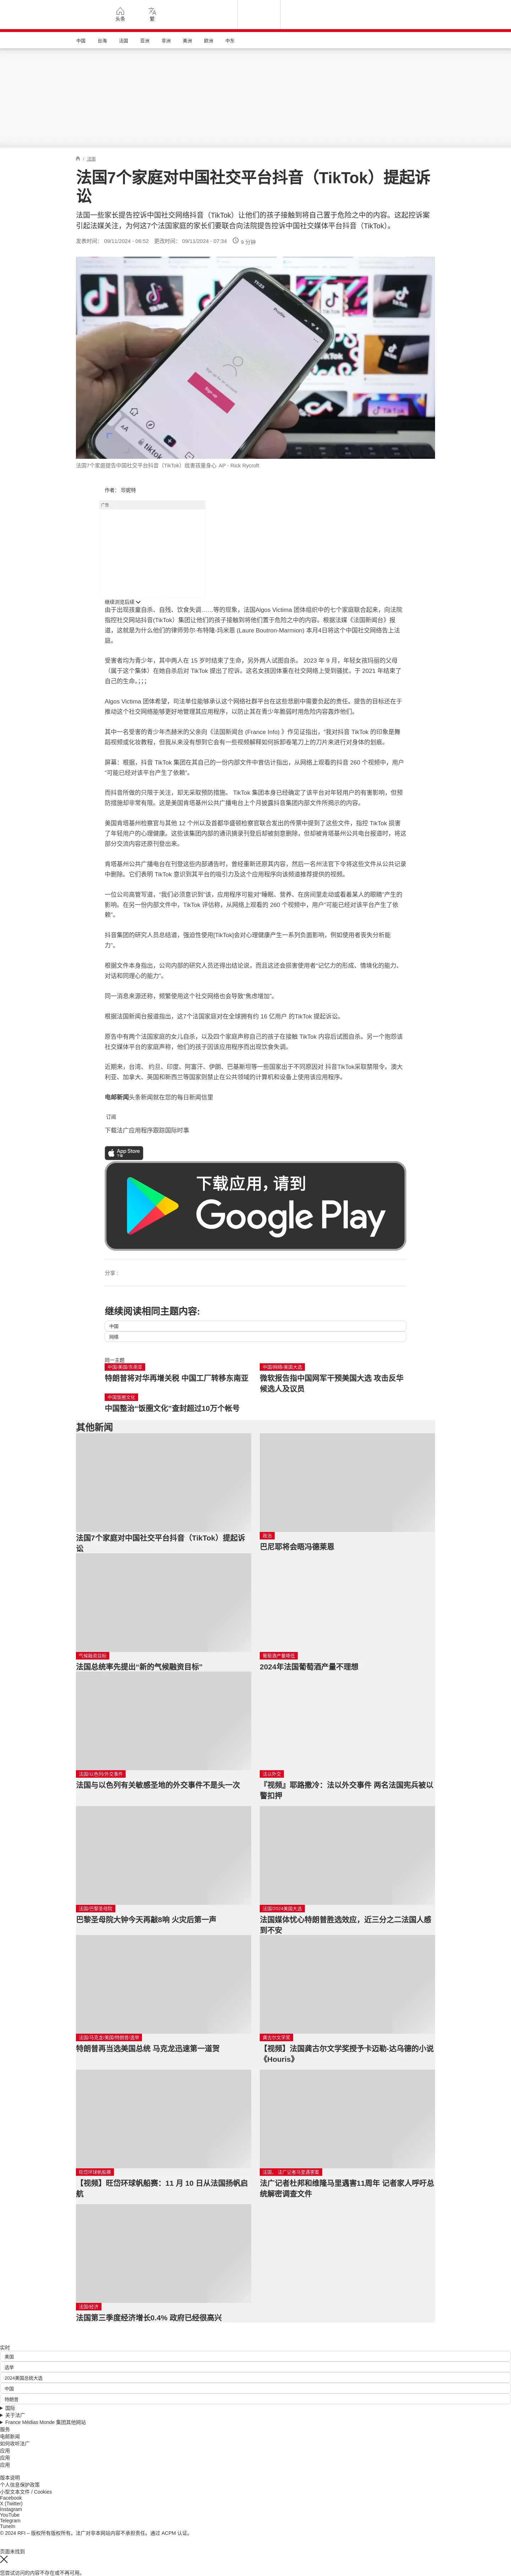 头条
繁
中国
台海
法国
亚洲
非洲
美洲
欧洲
中东
/ 法国
法国7个家庭对中国社交平台抖音（TikTok）提起诉
讼
法国一些家长提告控诉中国社交网络抖音（TikTok）让他们的孩子接触到将自己置于危险之中的内容。这起控诉案
引起法媒关注，为何这7个法国家庭的家长们要联合向法院提告控诉中国社交媒体平台抖音（TikTok）。
发表时间： 09/11/2024 - 06:52 更改时间： 09/11/2024 - 07:34 9 分钟
法国7个家庭提告中国社交平台抖音（TikTok）损害孩童身心 AP - Rick Rycroft
作者： 珍妮特
广告
继续浏览后续
由于出现孩童自杀、自残、饮食失调……等的现象，法国Algos Victima 团体组织中的七个家庭联合起来，向法院
指控社交网站抖音(TikTok）集团让他们的孩子接触到将他们置于危险之中的内容。根据法媒《法国新闻台》报
道，这就是为什么他们的律师劳尔·布特隆-玛米恩 (Laure Boutron-Marmion) 本月4日将这个中国社交网络告上法
庭。
受害者均为青少年，其中两人在 15 岁时结束了生命，另外两人试图自杀。 2023 年 9 月，年轻女孩玛丽的父母
（属于这个集体）在她自杀后对 TikTok 提出了控诉。这名女孩因体重在社交网络上受到骚扰，于 2021 年结束了
自己的生命。；；；
Algos Victima 团体希望，司法单位能够承认这个网络社群平台在这些悲剧中需要负起的责任。提告的目标还在于
推动这个社交网络能够更好地管理其应用程序，以防止其在青少年脆弱时用危险内容轰炸他们。
其中一名受害的青少年杰赫米的父亲向《法国新闻台 (France Info) 》作见证指出，“我对抖音 TikTok 的印象是舞
蹈视频或化妆教程，但我从来没有想到它会有一些视频解释如何拆卸卷笔刀上的刀片来进行对身体的划痕。
屏幕：根据，抖音 TikTok 集团在其自己的一份内部文件中曾估计指出，从网络上观看的抖音 260 个视频中，用户
“可能已经对该平台产生了依赖”。
而抖音所做的只限于关注，却无采取预防措施。 TikTok 集团本身已经确定了该平台对年轻用户的有害影响，但预
防措施却非常有限。这是美国肯塔基州公共广播电台上个月披露抖音集团内部文件所揭示的内容。
美国肯塔基州检察官与其他 12 个州以及首都华盛顿检察官联合发出的传票中提到了这些文件，指控 TikTok 损害
了年轻用户的心理健康。这些该集团内部的通讯摘录刊登后却被刻意删除，但却被肯塔基州公共电台报道时，将这
部分交流内容还原刊登出来。
肯塔基州公共广播电台在刊登这些内部通告时，曾经重新还原其内容，然后一名州法官下令将这些文件从公共记录
中删除。它们表明 TikTok 意识到其平台的吸引力及这个应用程序向该频道推荐提供的视频。
一位公司高管写道，“我们必须意识到”该，应用程序可能对“睡眠、营养、在房间里走动或看着某人的眼睛”产生的
影响。在另一份内部文件中，TikTok 评估称，从网络上观看的 260 个视频中，用户“可能已经对该平台产生了依
赖”。
抖音集团的研究人员总结道，强迫性使用[TikTok]会对心理健康产生一系列负面影响，例如使用者丧失分析能
力”。
根据文件本身指出，公司内部的研究人员还得出结论说，而且这还会损害使用者“记忆力的形成、情境化的能力、
对话和同理心的能力”。
同一消息来源还称，频繁使用这个社交网络也会导致“焦虑增加”。
根据法国新闻台报道指出，这7个法国家庭对在全球拥有约 16 亿用户 的TikTok 提起诉讼。
原告中有两个法国家庭的女儿自杀，以及四个家庭声称自己的孩子在接触 TikTok 内容后试图自杀。另一个抱怨该
社交媒体平台的家庭声称，他们的孩子因该应用程序而出现饮食失调。
近期来，台湾、 约旦、印度、阿富汗、伊朗、巴基斯坦等一些国家出于不同原因对 抖音TikTok采取禁限令。澳大
利亚、加拿大、英国和新西兰等国家则禁止在公共领域的计算机和设备上使用该应用程序。
电邮新闻头条新闻就在您的每日新闻信里
订阅
下载法广应用程序跟踪国际时事
App Store
下载应用，请到
Google Play
分享 :
继续阅读相同主题内容:
中国
网络
同一主题
中国/美国/东南亚
特朗普将对华再增关税 中国工厂转移东南亚
中国/网络/美国大选
微软报告指中国网军干预美国大选 攻击反华
候选人及议员
中国饭圈文化
中国整治“饭圈文化”查封超过10万个帐号
其他新闻
法国7个家庭对中国社交平台抖音（TikTok）提起诉
讼
政治
巴尼耶将会晤冯德莱恩
气候融资目标
法国总统率先提出“新的气候融资目标”
葡萄酒产量降低
2024年法国葡萄酒产量不理想
法国/以色列/外交事件
法国与以色列有关敏感圣地的外交事件不是头一次
法以外交
『视频』耶路撒冷：法以外交事件 两名法国宪兵被以
警扣押
法国/巴黎圣母院
巴黎圣母院大钟今天再敲8响 火灾后第一声
法国/2024美国大选
法国媒体忧心特朗普胜选效应，近三分之二法国人感
到不安
法国/马克龙/美国/特朗普/选举
特朗普再当选美国总统 马克龙迅速第一道贺
龚古尔文学奖
【视频】法国龚古尔文学奖授予卡迈勒-达乌德的小说
《Houris》
旺岱环球帆船赛
【视频】旺岱环球帆船赛：11 月 10 日从法国扬帆启
航
法国、 法广记者马里遇害案
法广记者杜邦和维隆马里遇害11周年 记者家人呼吁总
统解密调查文件
法国/经济
法国第三季度经济增长0.4% 政府已经很高兴
实时
美国
选举
2024美国总统大选
中国
特朗普
国际
关于法广
France Médias Monde 集团其他网站
服务
电邮新闻
如何收听法广
应用
应用
应用
版本说明
个人信息保护政策
小型文本文件 / Cookies
Facebook
X (Twitter)
Instagram
YouTube
Telegram
TuneIn
© 2024 RFI – 版权所有版权所有。法广对非本网站内容不承担责任。通过 ACPM 认证。
页面未找到
您尝试访问的内容不存在或不再可用。